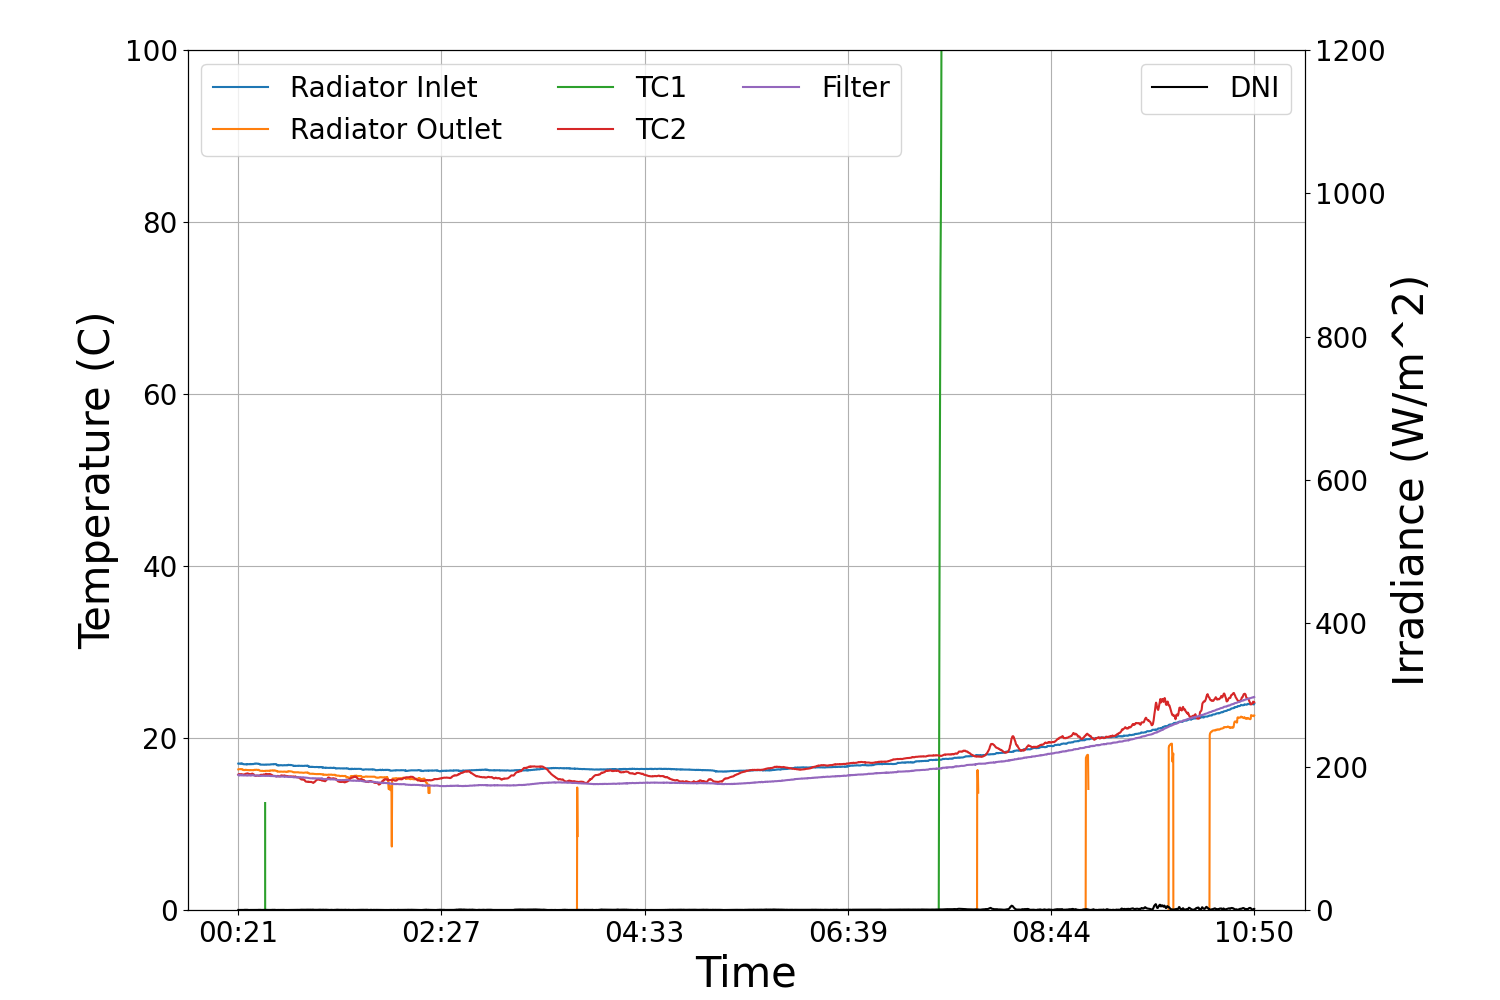 Radiator Inlet
Radiator Outlet
TC1
TC2
Filter
DNI
Temperature (C)
100
80
60
40
20
0
Irradiance (W/m^2)
1200
1000
800
600
400
200
0
00:21 02:27 04:33 06:39 08:44 10:50
Time